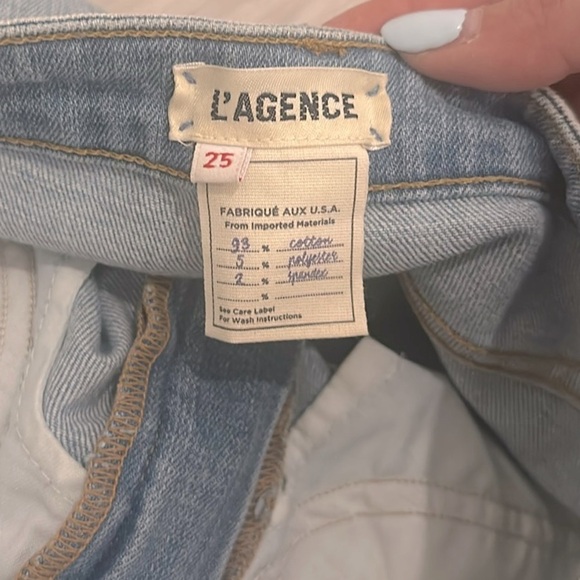 L'AGENCE
25
FABRIQUÉ AUX U.S.A.
From Imported Materials
93 % cotton
5 % polyester
2 % spandex
%
See Care Label
For Wash Instructions